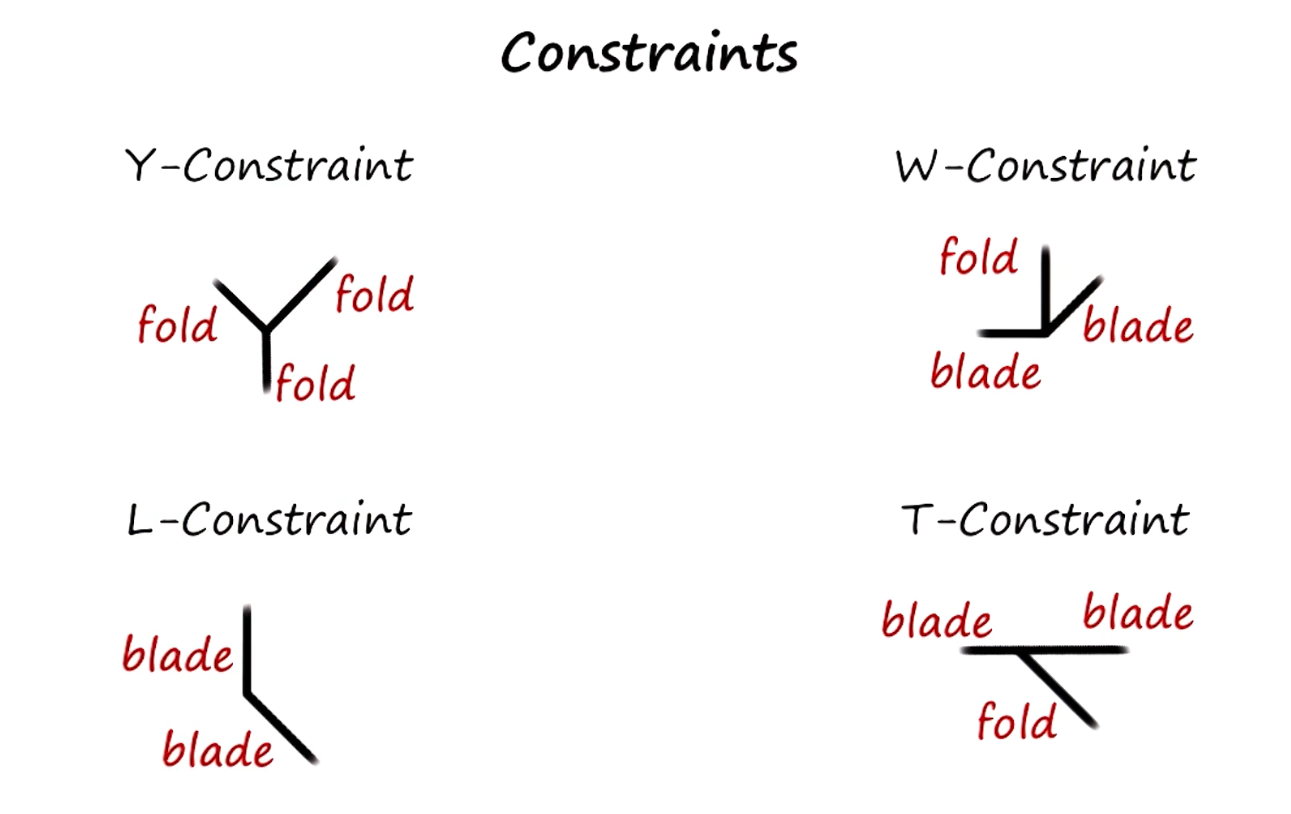 Constraints
Y-Constraint
fold
fold
fold
W-Constraint
fold
blade
blade
L-Constraint
blade
blade
T-Constraint
blade
blade
fold